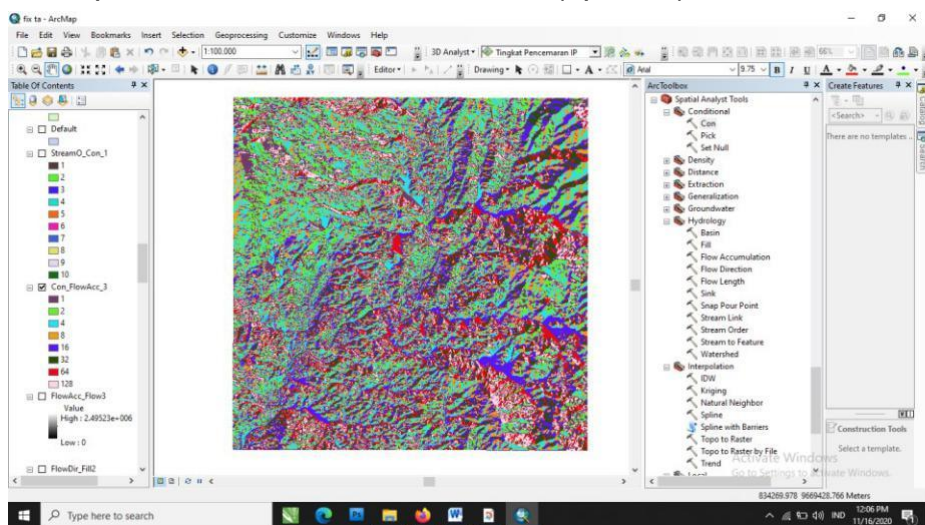 fix ta - ArcMap
File Edit View Bookmarks Insert Selection Geoprocessing Customize Windows Help
1:100.000
3D Analyst
Tingkat Pencemaran IP
66%
Editor
Drawing
Arial
9.75
B I U A
Table Of Contents
Default
StreamO_Con_1
1
2
3
4
5
6
7
8
9
10
Con_FlowAcc_3
1
2
4
8
16
32
64
128
FlowAcc_Flow3
Value
High : 2.49523e+006
Low : 0
FlowDir_Fill2
ArcToolbox
Spatial Analyst Tools
Conditional
Con
Pick
Set Null
Density
Distance
Extraction
Generalization
Groundwater
Hydrology
Basin
Fill
Flow Accumulation
Flow Direction
Flow Length
Sink
Snap Pour Point
Stream Link
Stream Order
Stream to Feature
Watershed
Interpolation
IDW
Kriging
Natural Neighbor
Spline
Spline with Barriers
Topo to Raster
Topo to Raster by File
Trend
Local
Create Features
<Search>
There are no templates
Construction Tools
Select a template.
Catalog
Activate Windows
Go to Settings to activate Windows.
834269.978 9669428.766 Meters
Type here to search
IND
12:06 PM
11/16/2020